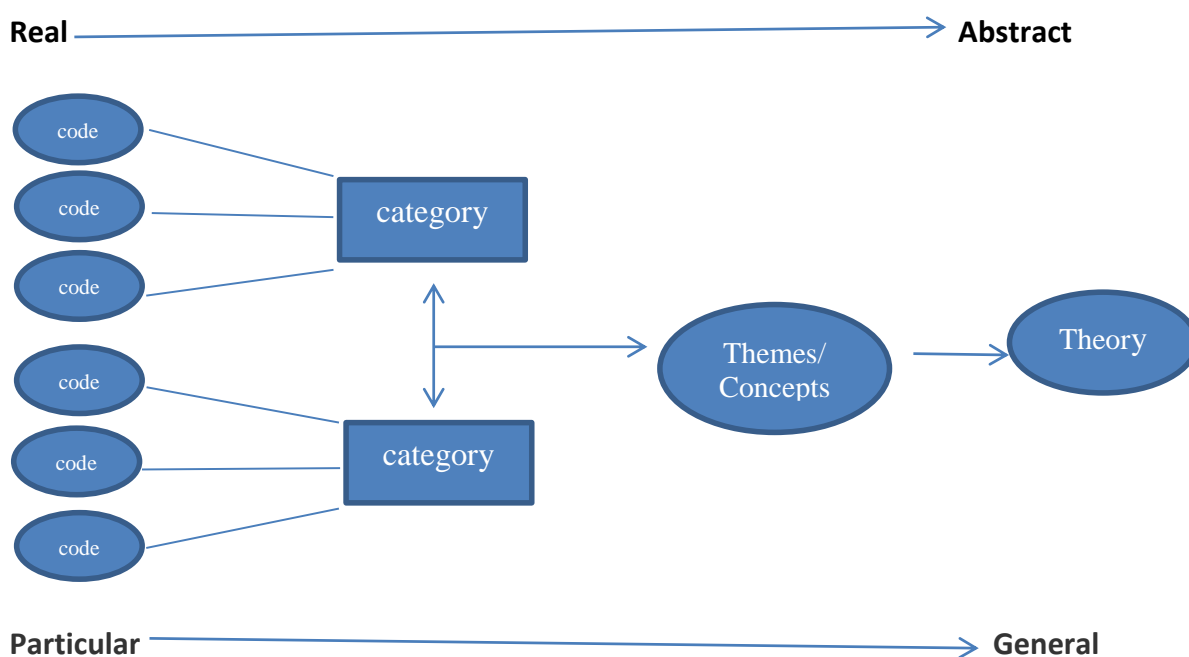 Real
Abstract
code
code
category
code
code
code
category
code
Themes/
Concepts
Theory
Particular
General